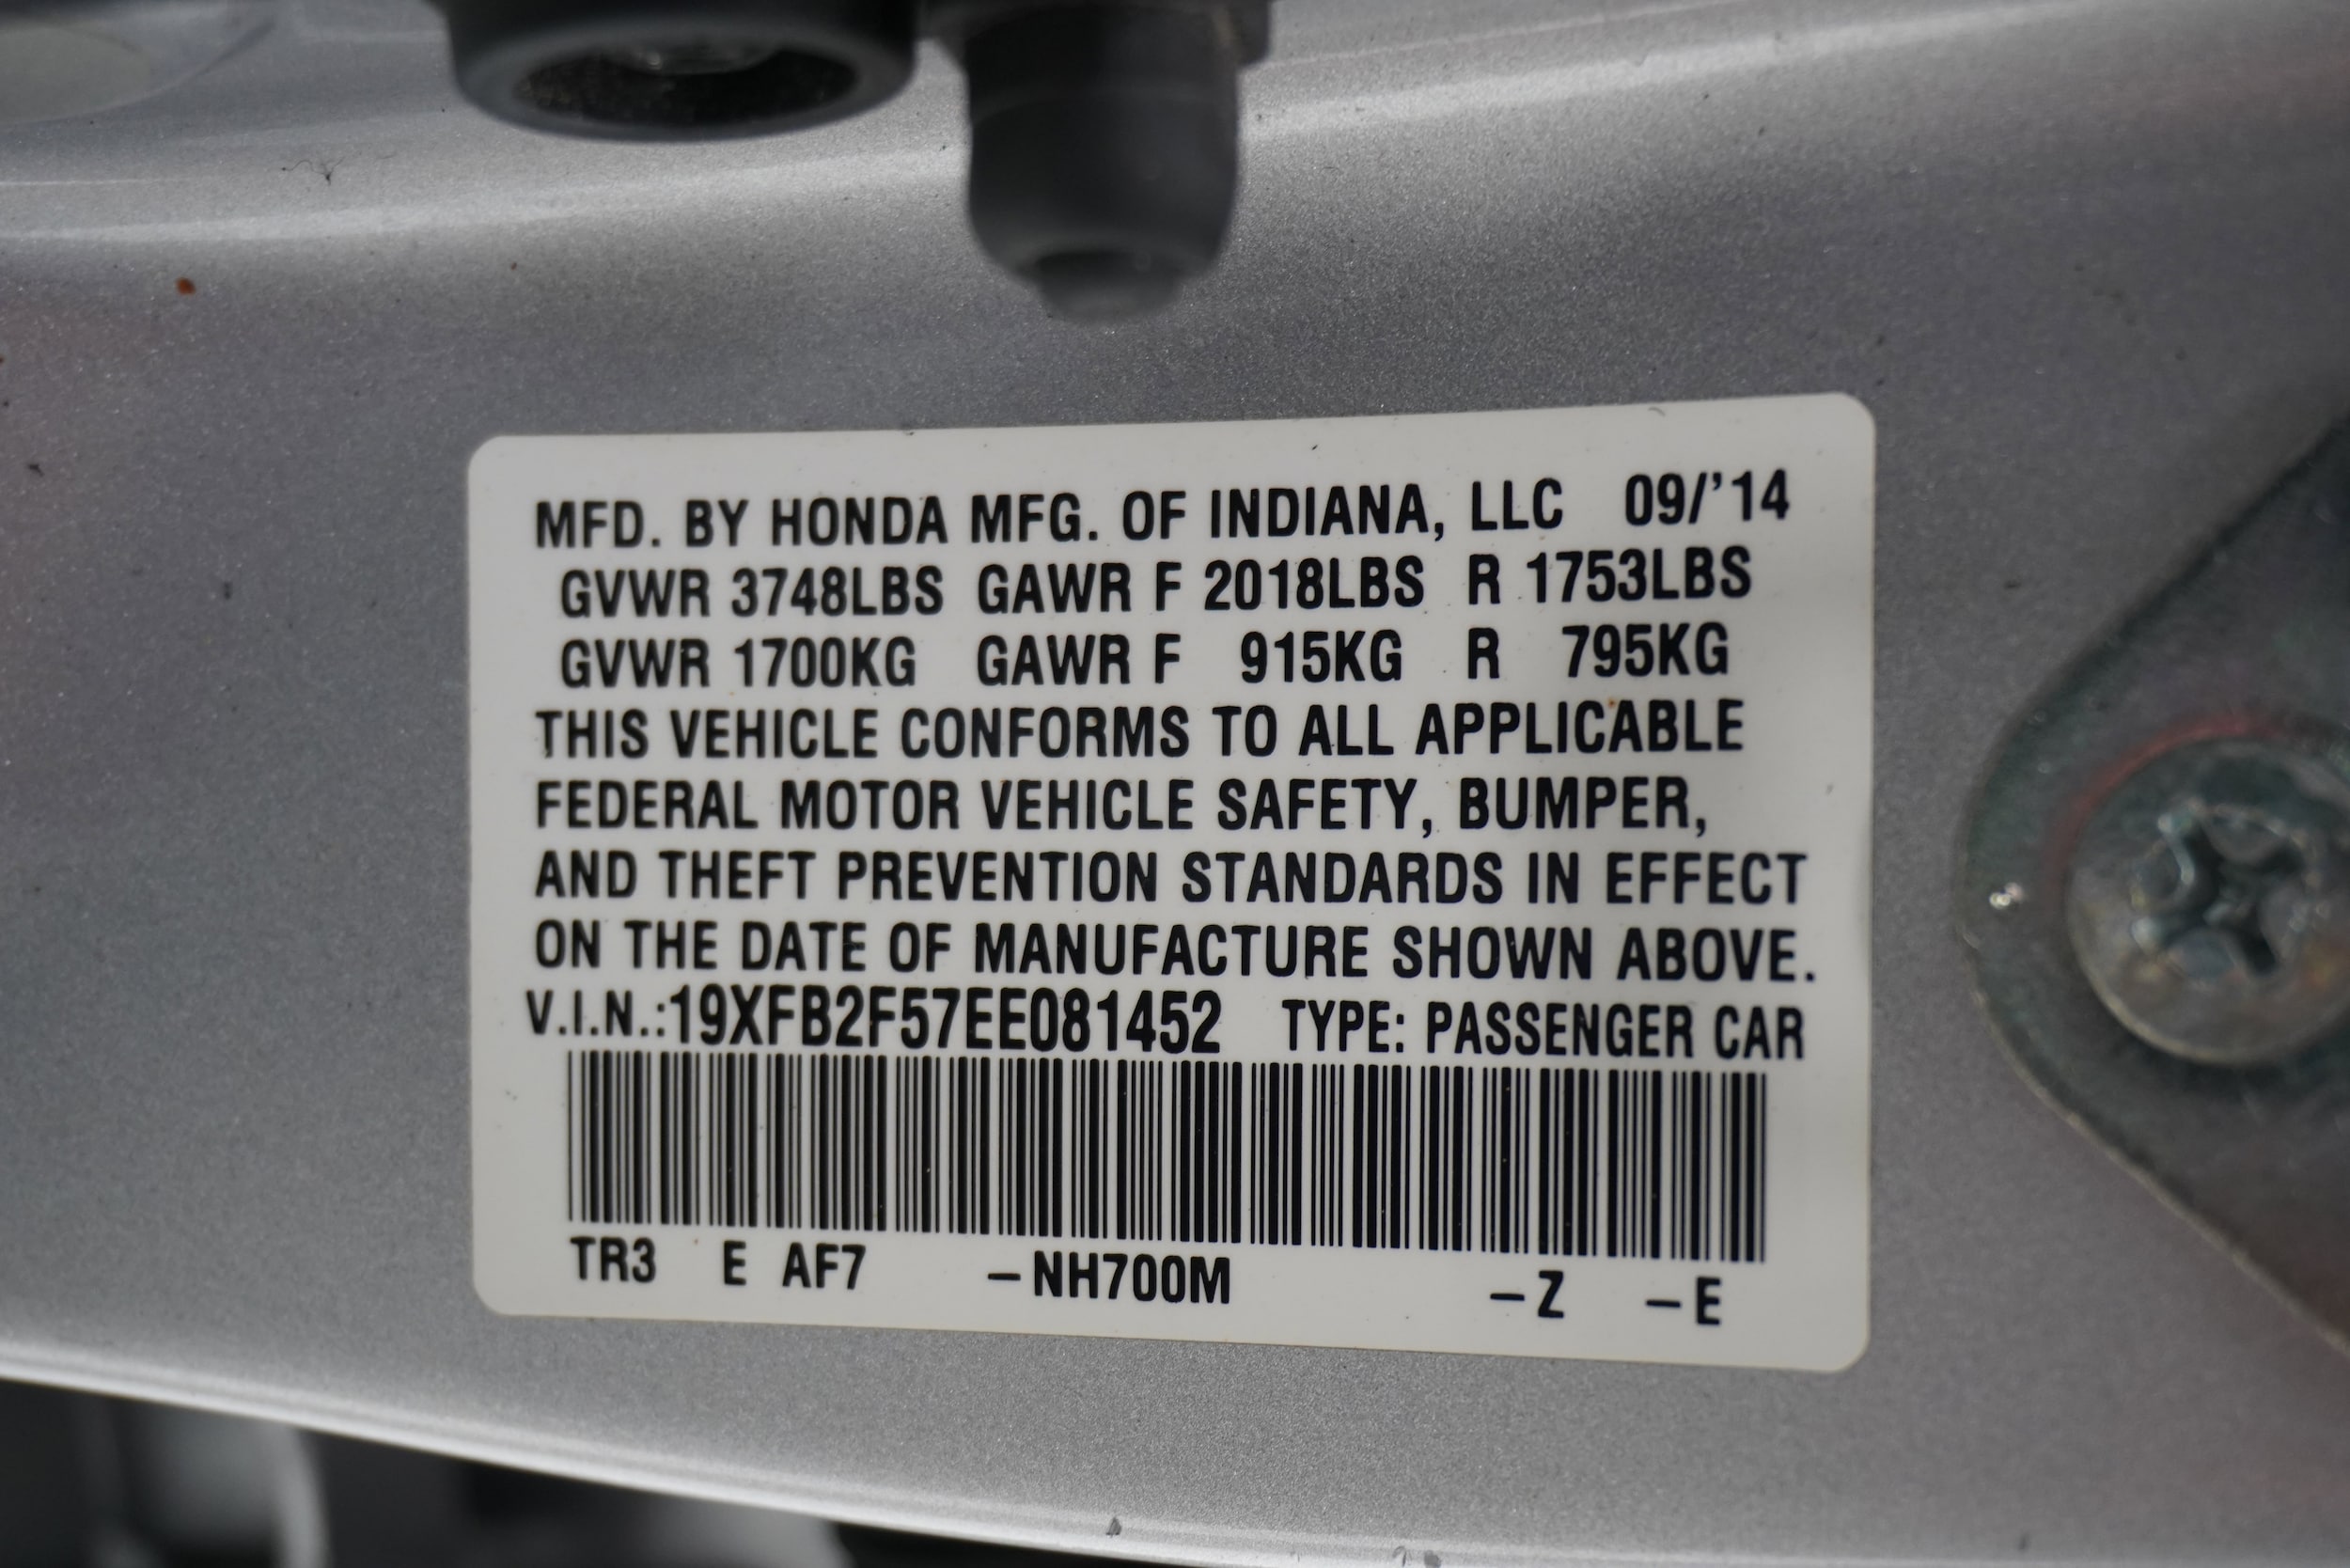 MFD. BY HONDA MFG. OF INDIANA, LLC 09/'14
GVWR 3748LBS GAWR F 2018LBS R 1753LBS
GVWR 1700KG GAWR F 915KG R 795KG
THIS VEHICLE CONFORMS TO ALL APPLICABLE
FEDERAL MOTOR VEHICLE SAFETY, BUMPER,
AND THEFT PREVENTION STANDARDS IN EFFECT
ON THE DATE OF MANUFACTURE SHOWN ABOVE.
V.I.N.:19XFB2F57EE081452 TYPE: PASSENGER CAR
TR3 E AF7 –NH700M –Z –E